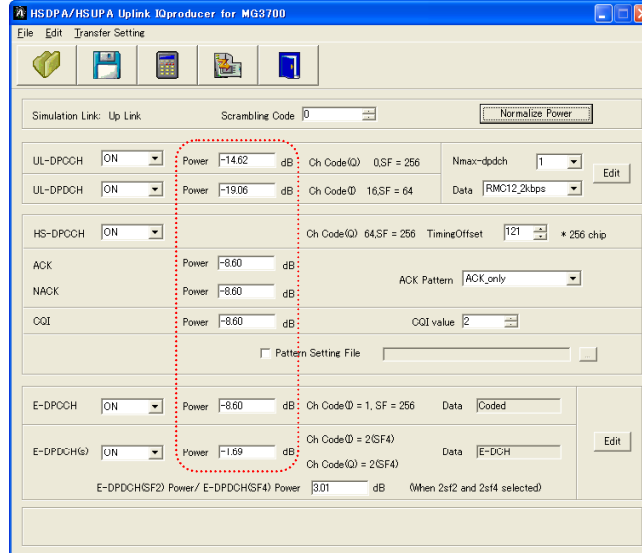 HSDPA/HSUPA Uplink IQproducer for MG3700
File Edit Transfer Setting
Simulation Link: Up Link Scrambling Code 0 Normalize Power
UL-DPCCH ON Power -14.62 dB Ch Code(Q) 0,SF = 256 Nmax-dpdch 1 Edit
UL-DPDCH ON Power -19.06 dB Ch Code(I) 16,SF = 64 Data RMC12_2kbps
HS-DPCCH ON Ch Code(Q) 64,SF = 256 TimingOffset 121 * 256 chip
ACK Power -8.60 dB ACK Pattern ACK_only
NACK Power -8.60 dB
CQI Power -8.60 dB CQI value 2
Pattern Setting File ...
E-DPCCH ON Power -8.60 dB Ch Code(I) = 1, SF = 256 Data Coded
E-DPDCH(s) ON Power -1.69 dB Ch Code(I) = 2(SF4) Data E-DCH Edit
Ch Code(Q) = 2(SF4)
E-DPDCH(SF2) Power/ E-DPDCH(SF4) Power 3.01 dB (When 2sf2 and 2sf4 selected)